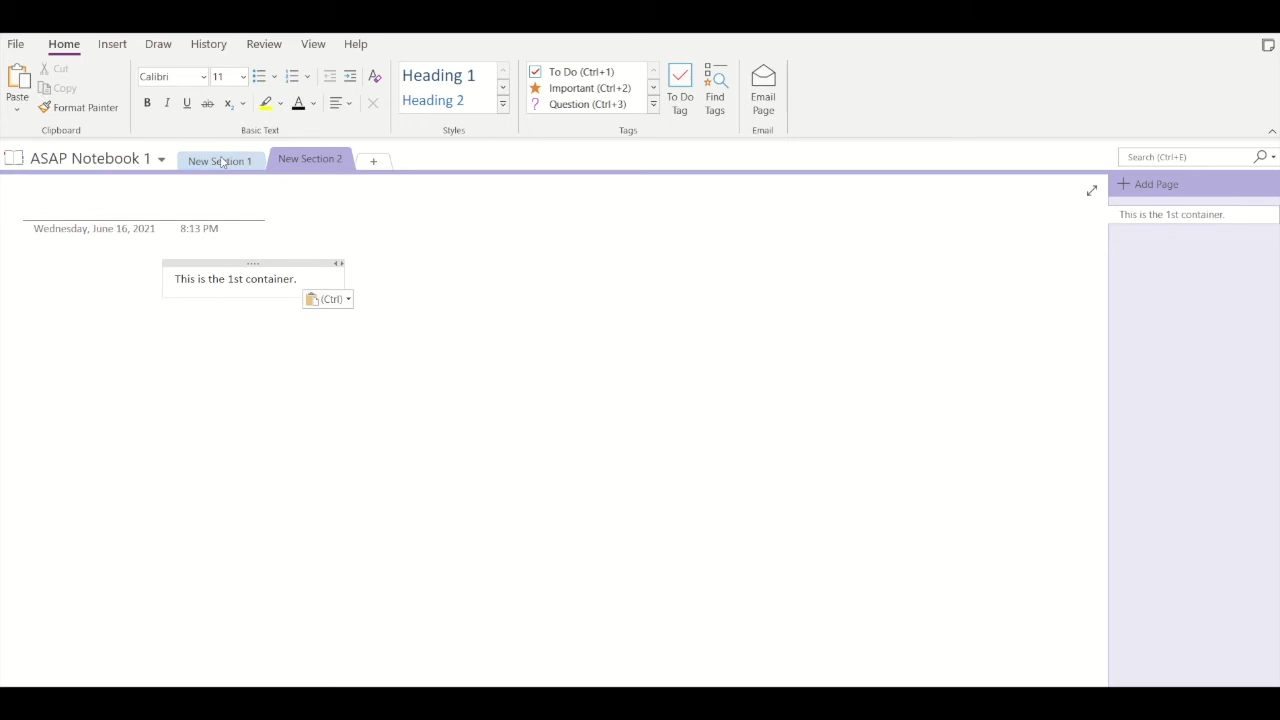 File Home Insert Draw History Review View Help
Paste
Cut
Copy
Format Painter
Clipboard
Calibri 11
B I U ab x₂ A
Basic Text
Heading 1
Heading 2
Styles
To Do (Ctrl+1)
Important (Ctrl+2)
Question (Ctrl+3)
To Do
Tag
Find
Tags
Tags
Email
Page
Email
ASAP Notebook 1 New Section 1 New Section 2 +
Search (Ctrl+E)
Add Page
This is the 1st container.
Wednesday, June 16, 2021 8:13 PM
This is the 1st container.
(Ctrl)